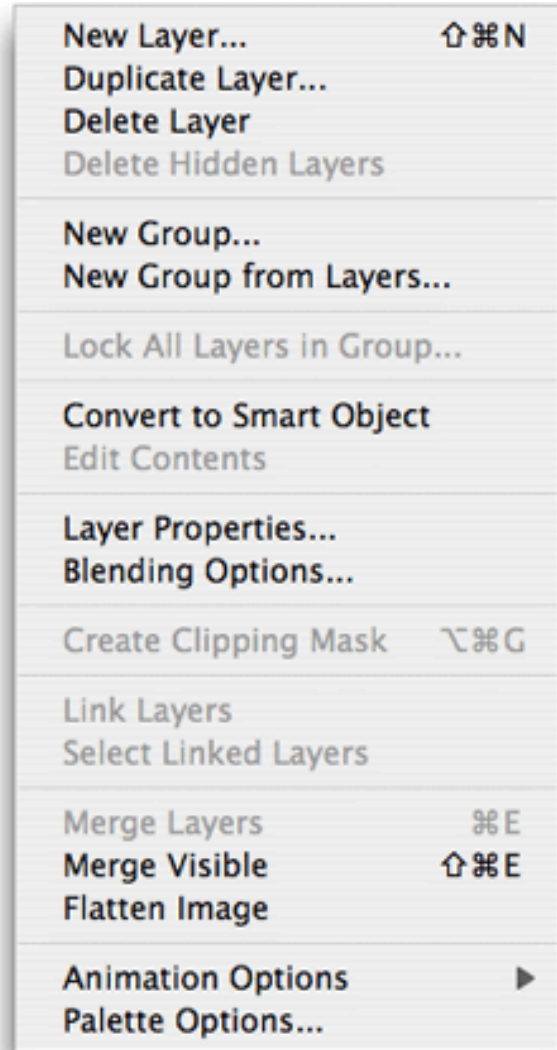 New Layer... ⇧⌘N
Duplicate Layer...
Delete Layer
Delete Hidden Layers
New Group...
New Group from Layers...
Lock All Layers in Group...
Convert to Smart Object
Edit Contents
Layer Properties...
Blending Options...
Create Clipping Mask ⌥⌘G
Link Layers
Select Linked Layers
Merge Layers ⌘E
Merge Visible ⇧⌘E
Flatten Image
Animation Options ▶
Palette Options...